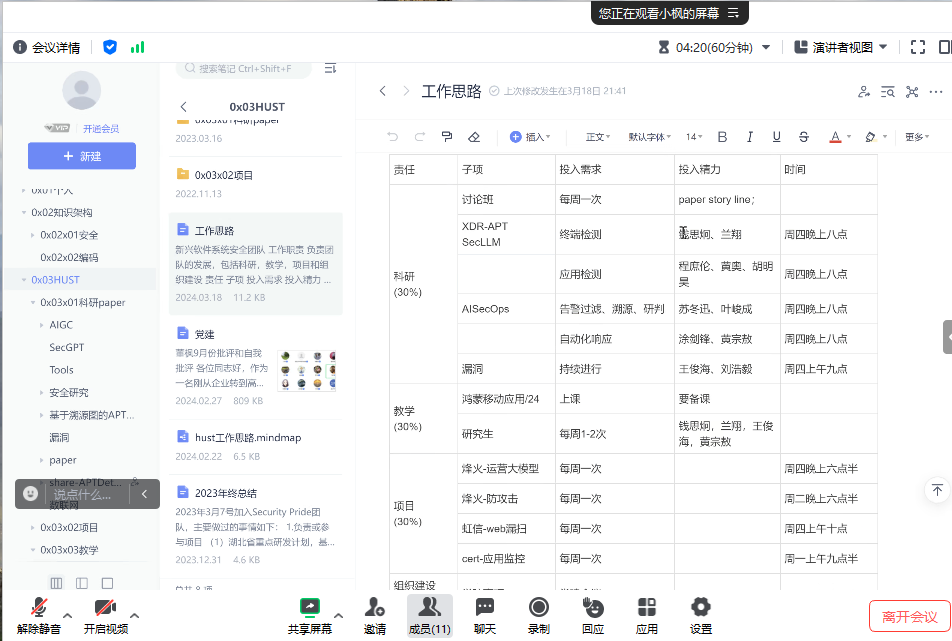 您正在观看小枫的屏幕
会议详情
04:20(60分钟)
演讲者视图
VIP
开通会员
+ 新建
0x01个人
0x02知识架构
0x02x01安全
0x02x02编码
0x03HUST
0x03x01科研paper
AIGC
SecGPT
Tools
安全研究
基于溯源图的APT...
漏洞
paper
share-APTDet...
说点什么...
数联网
0x03x02项目
0x03x03教学
搜索笔记 Ctrl+Shift+F
0x03HUST
0x03x01科研paper
2023.03.16
0x03x02项目
2022.11.13
工作思路
新兴软件系统安全团队 工作职责 负责团
队的发展，包括科研，教学，项目和组
织建设 责任 子项 投入需求 投入精力 ...
2024.03.18 11.2 KB
党建
董枫9月份批评和自我
批评 各位同志好，作为
一名刚从企业转到高...
2024.02.27 809 KB
hust工作思路.mindmap
2024.02.22 6.5 KB
2023年终总结
2023年3月7号加入Security Pride团
队，主要做过的事情如下： 1.负责或参
与项目 （1）湖北省重点研发计划，基...
2023.12.31 4.6 KB
总共 8 项
工作思路
上次修改发生在3月18日 21:41
插入 正文 默认字体 14 B I U S A 更多
责任 子项 投入需求 投入精力 时间
讨论班 每周一次 paper story line；
XDR-APT
SecLLM
终端检测 钱思炯、兰翔 周四晚上八点
科研
(30%)
应用检测
程庶伦、黄奥、胡明
昊
周四晚上八点
AISecOps 告警过滤、溯源、研判 苏冬迅、叶峻成 周四晚上八点
自动化响应 涂剑锋、黄宗敖 周四晚上八点
漏洞 持续进行 王俊海、刘浩毅 周四上午九点
教学
(30%)
鸿蒙移动应用/24 上课 要备课
研究生 每周1-2次
钱思炯，兰翔，王俊
海，黄宗敖
项目
(30%)
烽火-运营大模型 每周一次 周四晚上六点半
烽火-防攻击 每周一次 周二晚上六点半
虹信-web漏扫 每周一次 周四上午十点
cert-应用监控 每周一次 周一上午九点半
组织建设
解除静音
开启视频
共享屏幕
邀请
成员(11)
聊天
录制
回应
应用
设置
离开会议